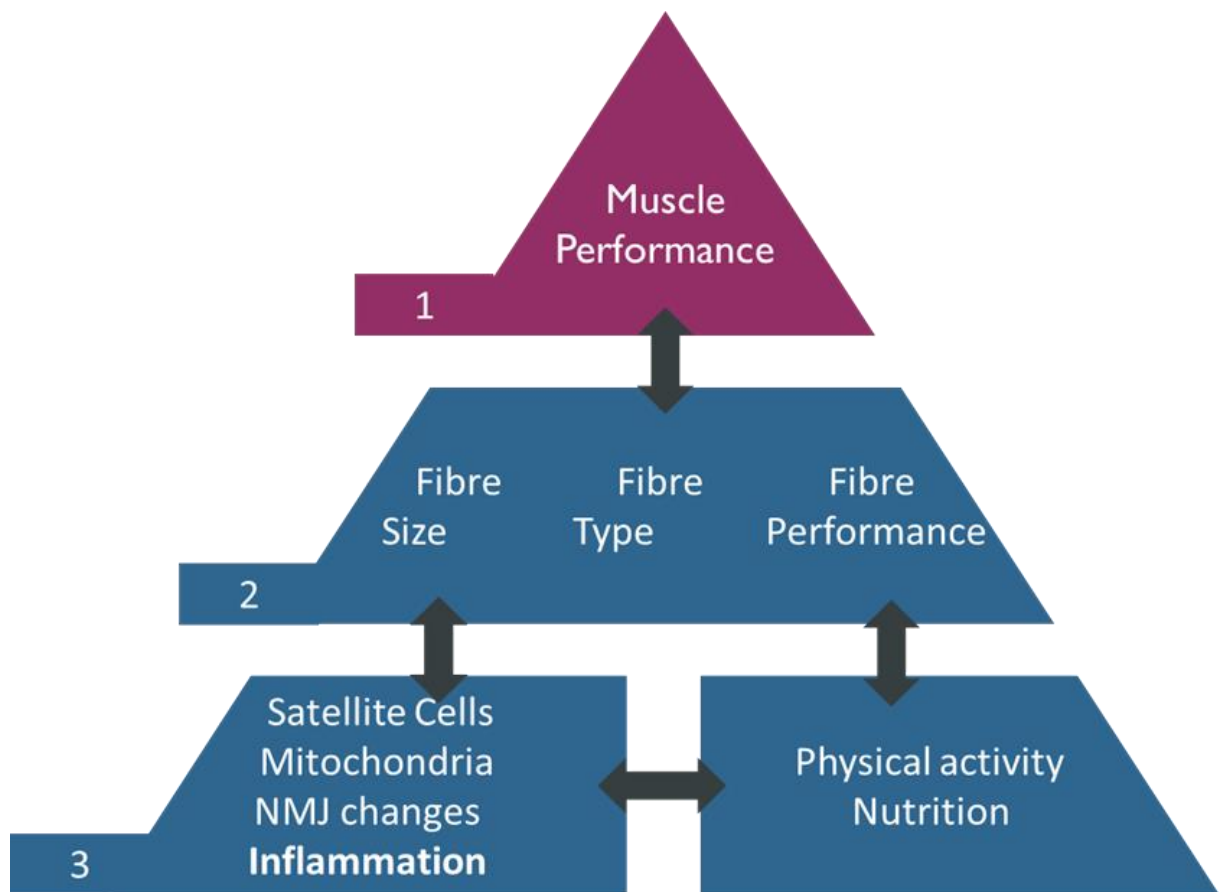 Muscle
Performance
1
Fibre Fibre Fibre
Size Type Performance
2
Satellite Cells
Mitochondria
NMJ changes
Inflammation
3
Physical activity
Nutrition